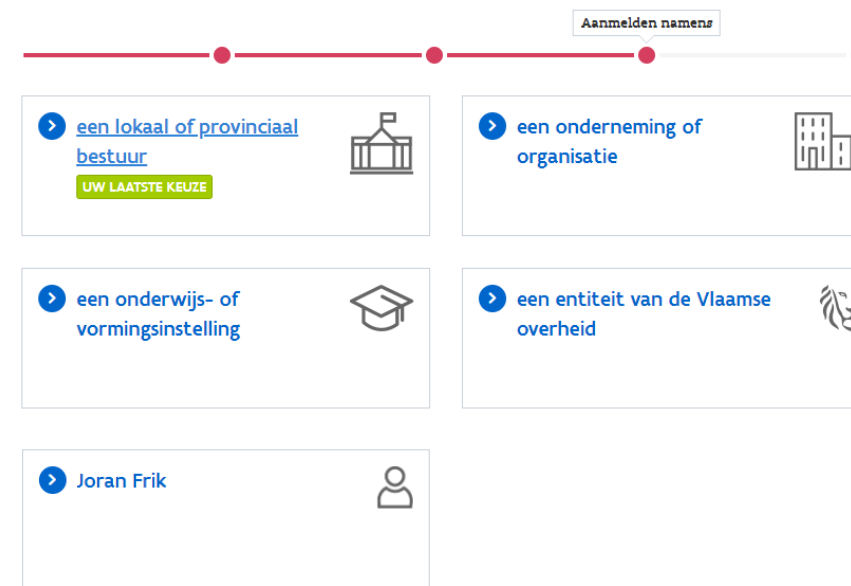 Aanmelden namens
een lokaal of provinciaal
bestuur
UW LAATSTE KEUZE
een onderneming of
organisatie
een onderwijs- of
vormingsinstelling
een entiteit van de Vlaamse
overheid
Joran Frik